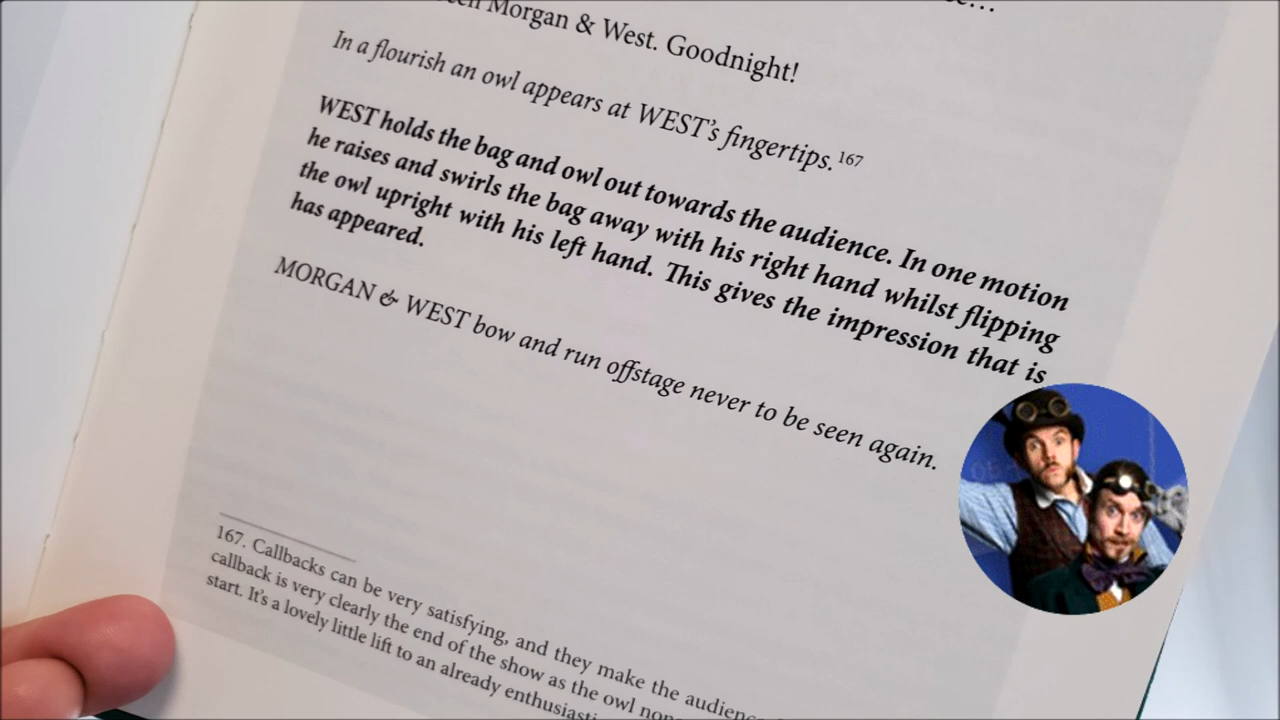 Morgan & West. Goodnight!
In a flourish an owl appears at WEST's fingertips.¹⁶⁷
WEST holds the bag and owl out towards the audience. In one motion
he raises and swirls the bag away with his right hand whilst flipping
the owl upright with his left hand. This gives the impression that is
has appeared.
MORGAN & WEST bow and run offstage never to be seen again.
167. Callbacks can be very satisfying, and they make the
callback is very clearly the end of the show as the owl
start. It's a lovely little lift to an already